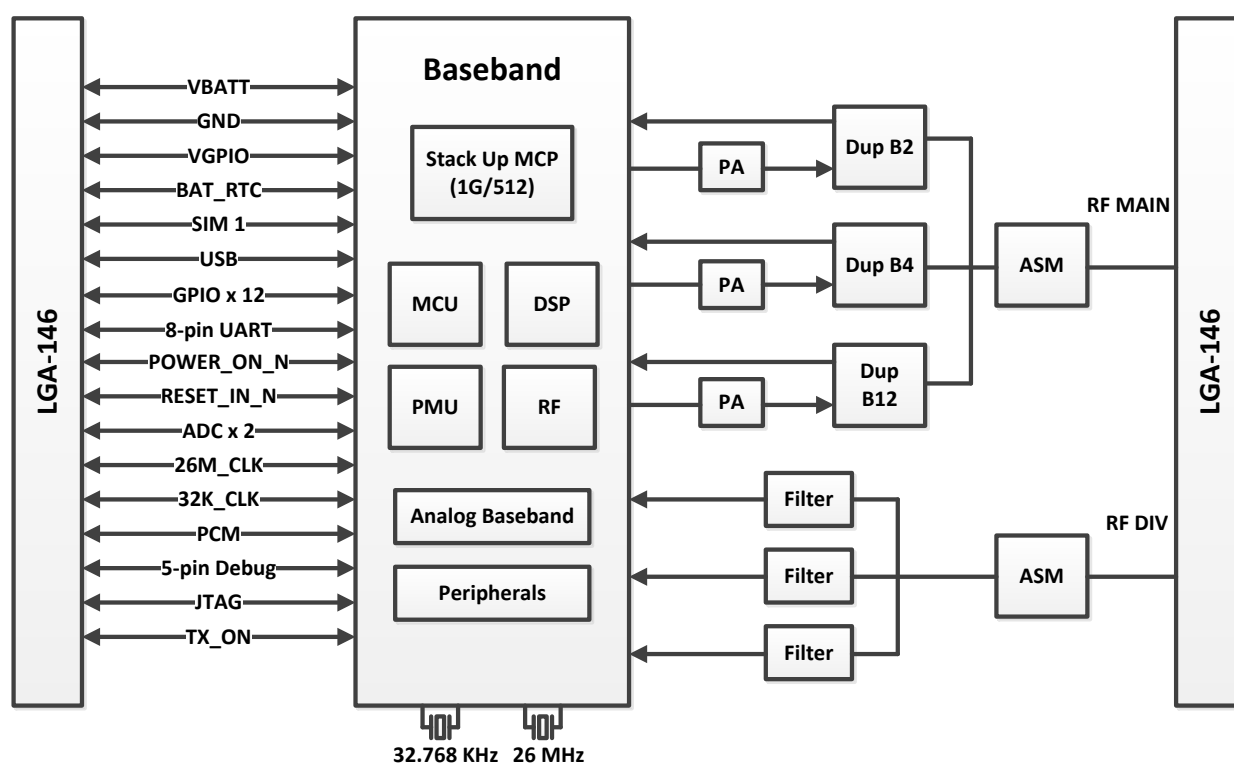 LGA-146
VBATT
GND
VGPIO
BAT_RTC
SIM 1
USB
GPIO x 12
8-pin UART
POWER_ON_N
RESET_IN_N
ADC x 2
26M_CLK
32K_CLK
PCM
5-pin Debug
JTAG
TX_ON
Baseband
Stack Up MCP
(1G/512)
MCU
DSP
PMU
RF
Analog Baseband
Peripherals
32.768 KHz
26 MHz
PA
Dup B2
PA
Dup B4
PA
Dup
B12
Filter
Filter
Filter
ASM
RF MAIN
ASM
RF DIV
LGA-146